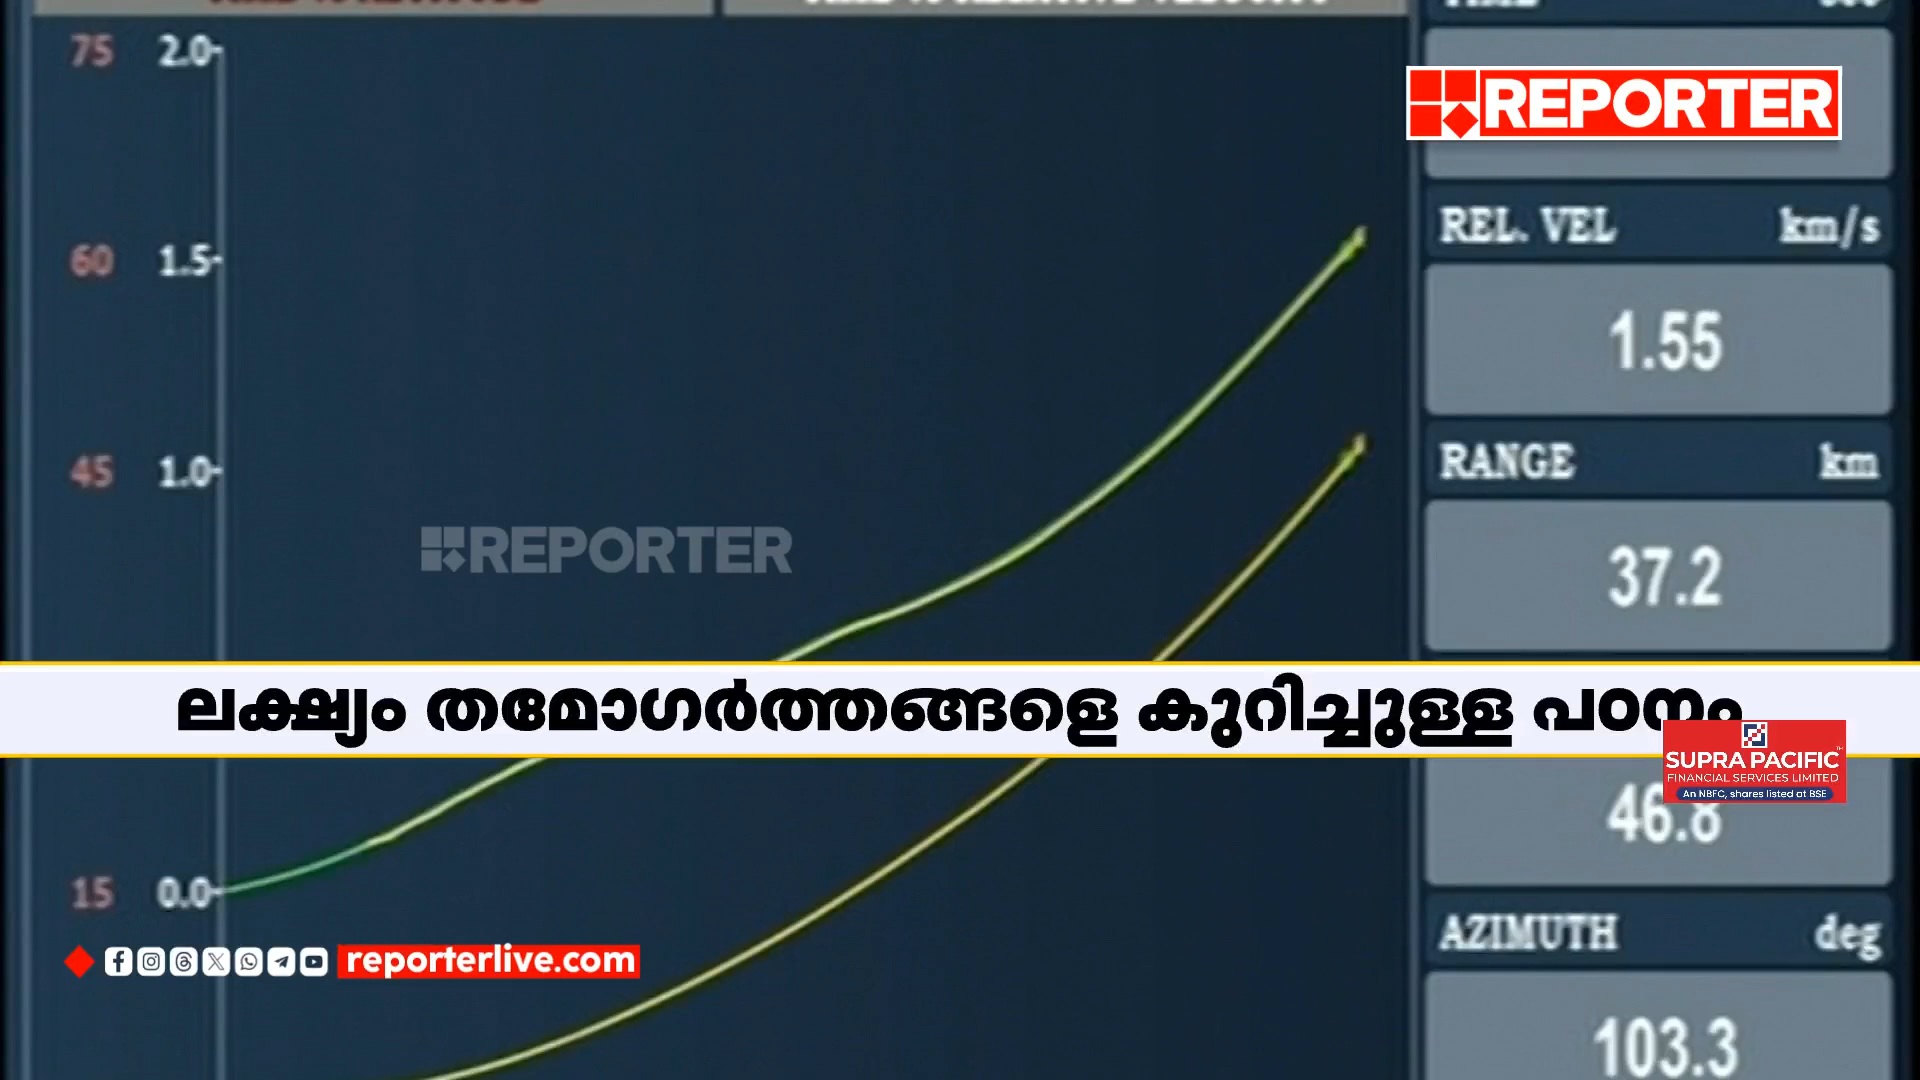 75 2.0
REPORTER
60 1.5
REL. VEL km/s
1.55
45 1.0
RANGE km
37.2
REPORTER
ലക്ഷ്യം തമോഗർത്തങ്ങളെ കുറിച്ചുള്ള പഠനം
SUPRA PACIFIC
FINANCIAL SERVICES LIMITED
An NBFC, shares listed at BSE
46.8
15 0.0
AZIMUTH deg
reporterlive.com
103.3